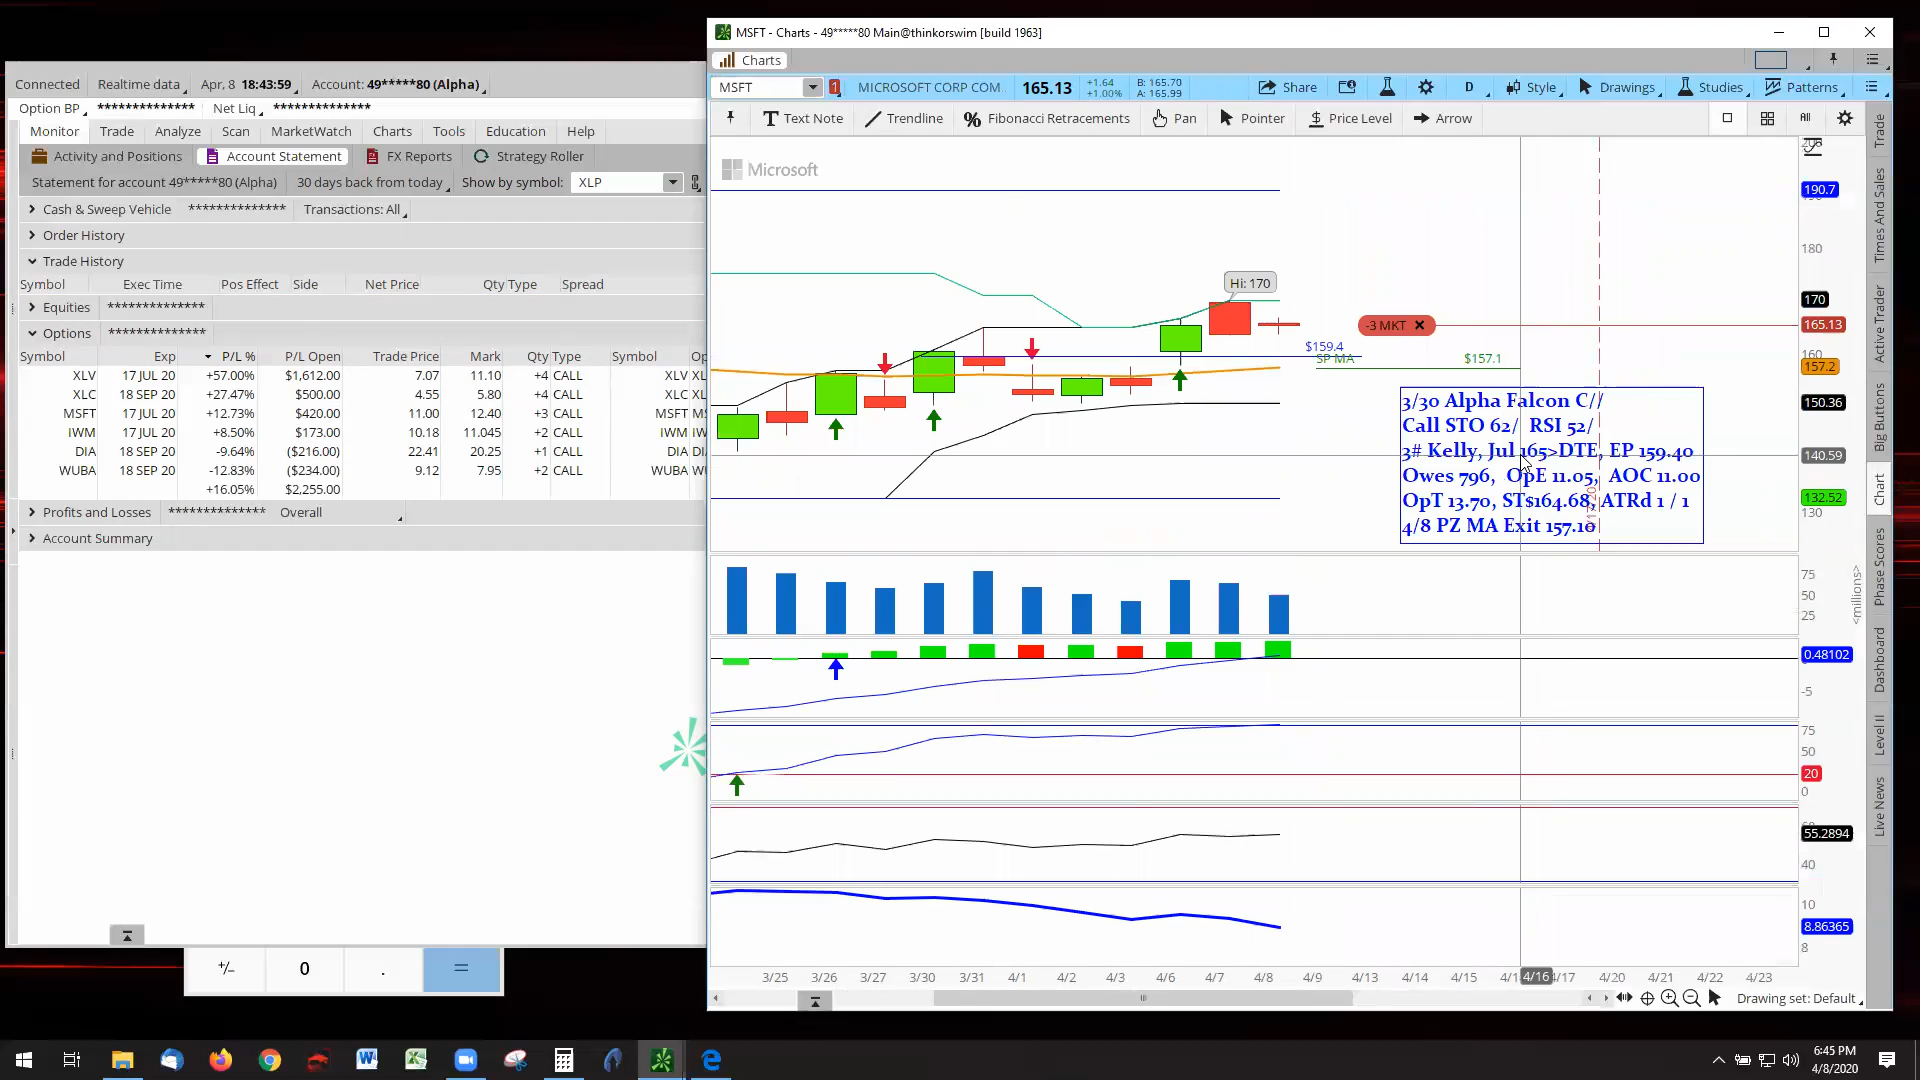 MSFT - Charts - 49*****80 Main@thinkorswim [build 1963]
Charts
MSFT
1
MICROSOFT CORP COM
165.13
+1.64
+1.00%
B: 165.70
A: 165.99
Share
D
Style
Drawings
Studies
Patterns
Text Note
Trendline
Fibonacci Retracements
Pan
Pointer
Price Level
Arrow
All
Connected
Realtime data
Apr, 8 18:43:59
Account: 49*****80 (Alpha)
Option BP **************
Net Liq **************
Monitor
Trade
Analyze
Scan
MarketWatch
Charts
Tools
Education
Help
Activity and Positions
Account Statement
FX Reports
Strategy Roller
Statement for account 49*****80 (Alpha)
30 days back from today
Show by symbol:
XLP
Cash & Sweep Vehicle **************
Transactions: All
Order History
Trade History
Symbol Exec Time Pos Effect Side Net Price Qty Type Spread
Equities **************
Options **************
Symbol Exp P/L % P/L Open Trade Price Mark Qty Type Symbol
XLV 17 JUL 20 +57.00% $1,612.00 7.07 11.10 +4 CALL XLV
XLC 18 SEP 20 +27.47% $500.00 4.55 5.80 +4 CALL XLC
MSFT 17 JUL 20 +12.73% $420.00 11.00 12.40 +3 CALL MSFT
IWM 17 JUL 20 +8.50% $173.00 10.18 11.045 +2 CALL IWM
DIA 18 SEP 20 -9.64% ($216.00) 22.41 20.25 +1 CALL DIA
WUBA 18 SEP 20 -12.83% ($234.00) 9.12 7.95 +2 CALL WUBA
+16.05% $2,255.00
Profits and Losses **************
Overall
Account Summary
+/- 0 . =
Microsoft
Hi: 170
-3 MKT
$159.4
SP MA
$157.1
3/30 Alpha Falcon C//
Call STO 62/ RSI 52/
3# Kelly, Jul 165>DTE, EP 159.40
Owes 796, OpE 11.05, AOC 11.00
OpT 13.70, ST$164.68, ATRd 1 / 1
4/8 PZ MA Exit 157.10
190.7
180
170
165.13
160
157.2
150.36
140.59
132.52
130
75
50
25
<millions>
0.48102
-5
75
50
20
0
55.2894
40
10
8.86365
8
3/25 3/26 3/27 3/30 3/31 4/1 4/2 4/3 4/6 4/7 4/8 4/9 4/13 4/14 4/15 4/16 4/17 4/20 4/21 4/22 4/23
Drawing set: Default
Trade
Times And Sales
Active Trader
Big Buttons
Chart
Phase Scores
Dashboard
Level II
Live News
6:45 PM
4/8/2020